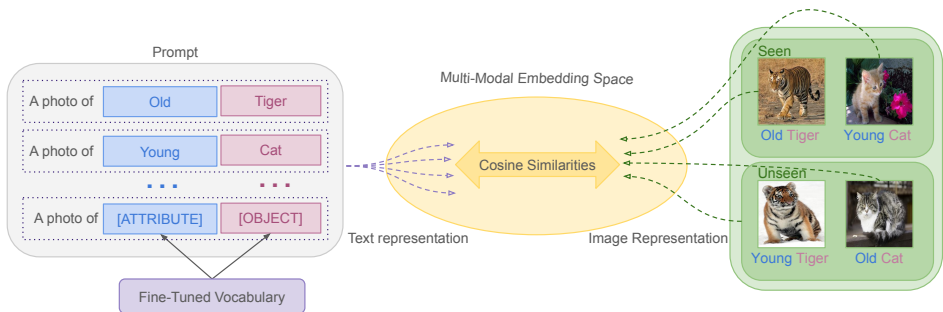 Prompt
A photo of Old Tiger
A photo of Young Cat
... ...
A photo of [ATTRIBUTE] [OBJECT]
Fine-Tuned Vocabulary
Text representation
Multi-Modal Embedding Space
Cosine Similarities
Image Representation
Seen
Old Tiger Young Cat
Unseen
Young Tiger Old Cat